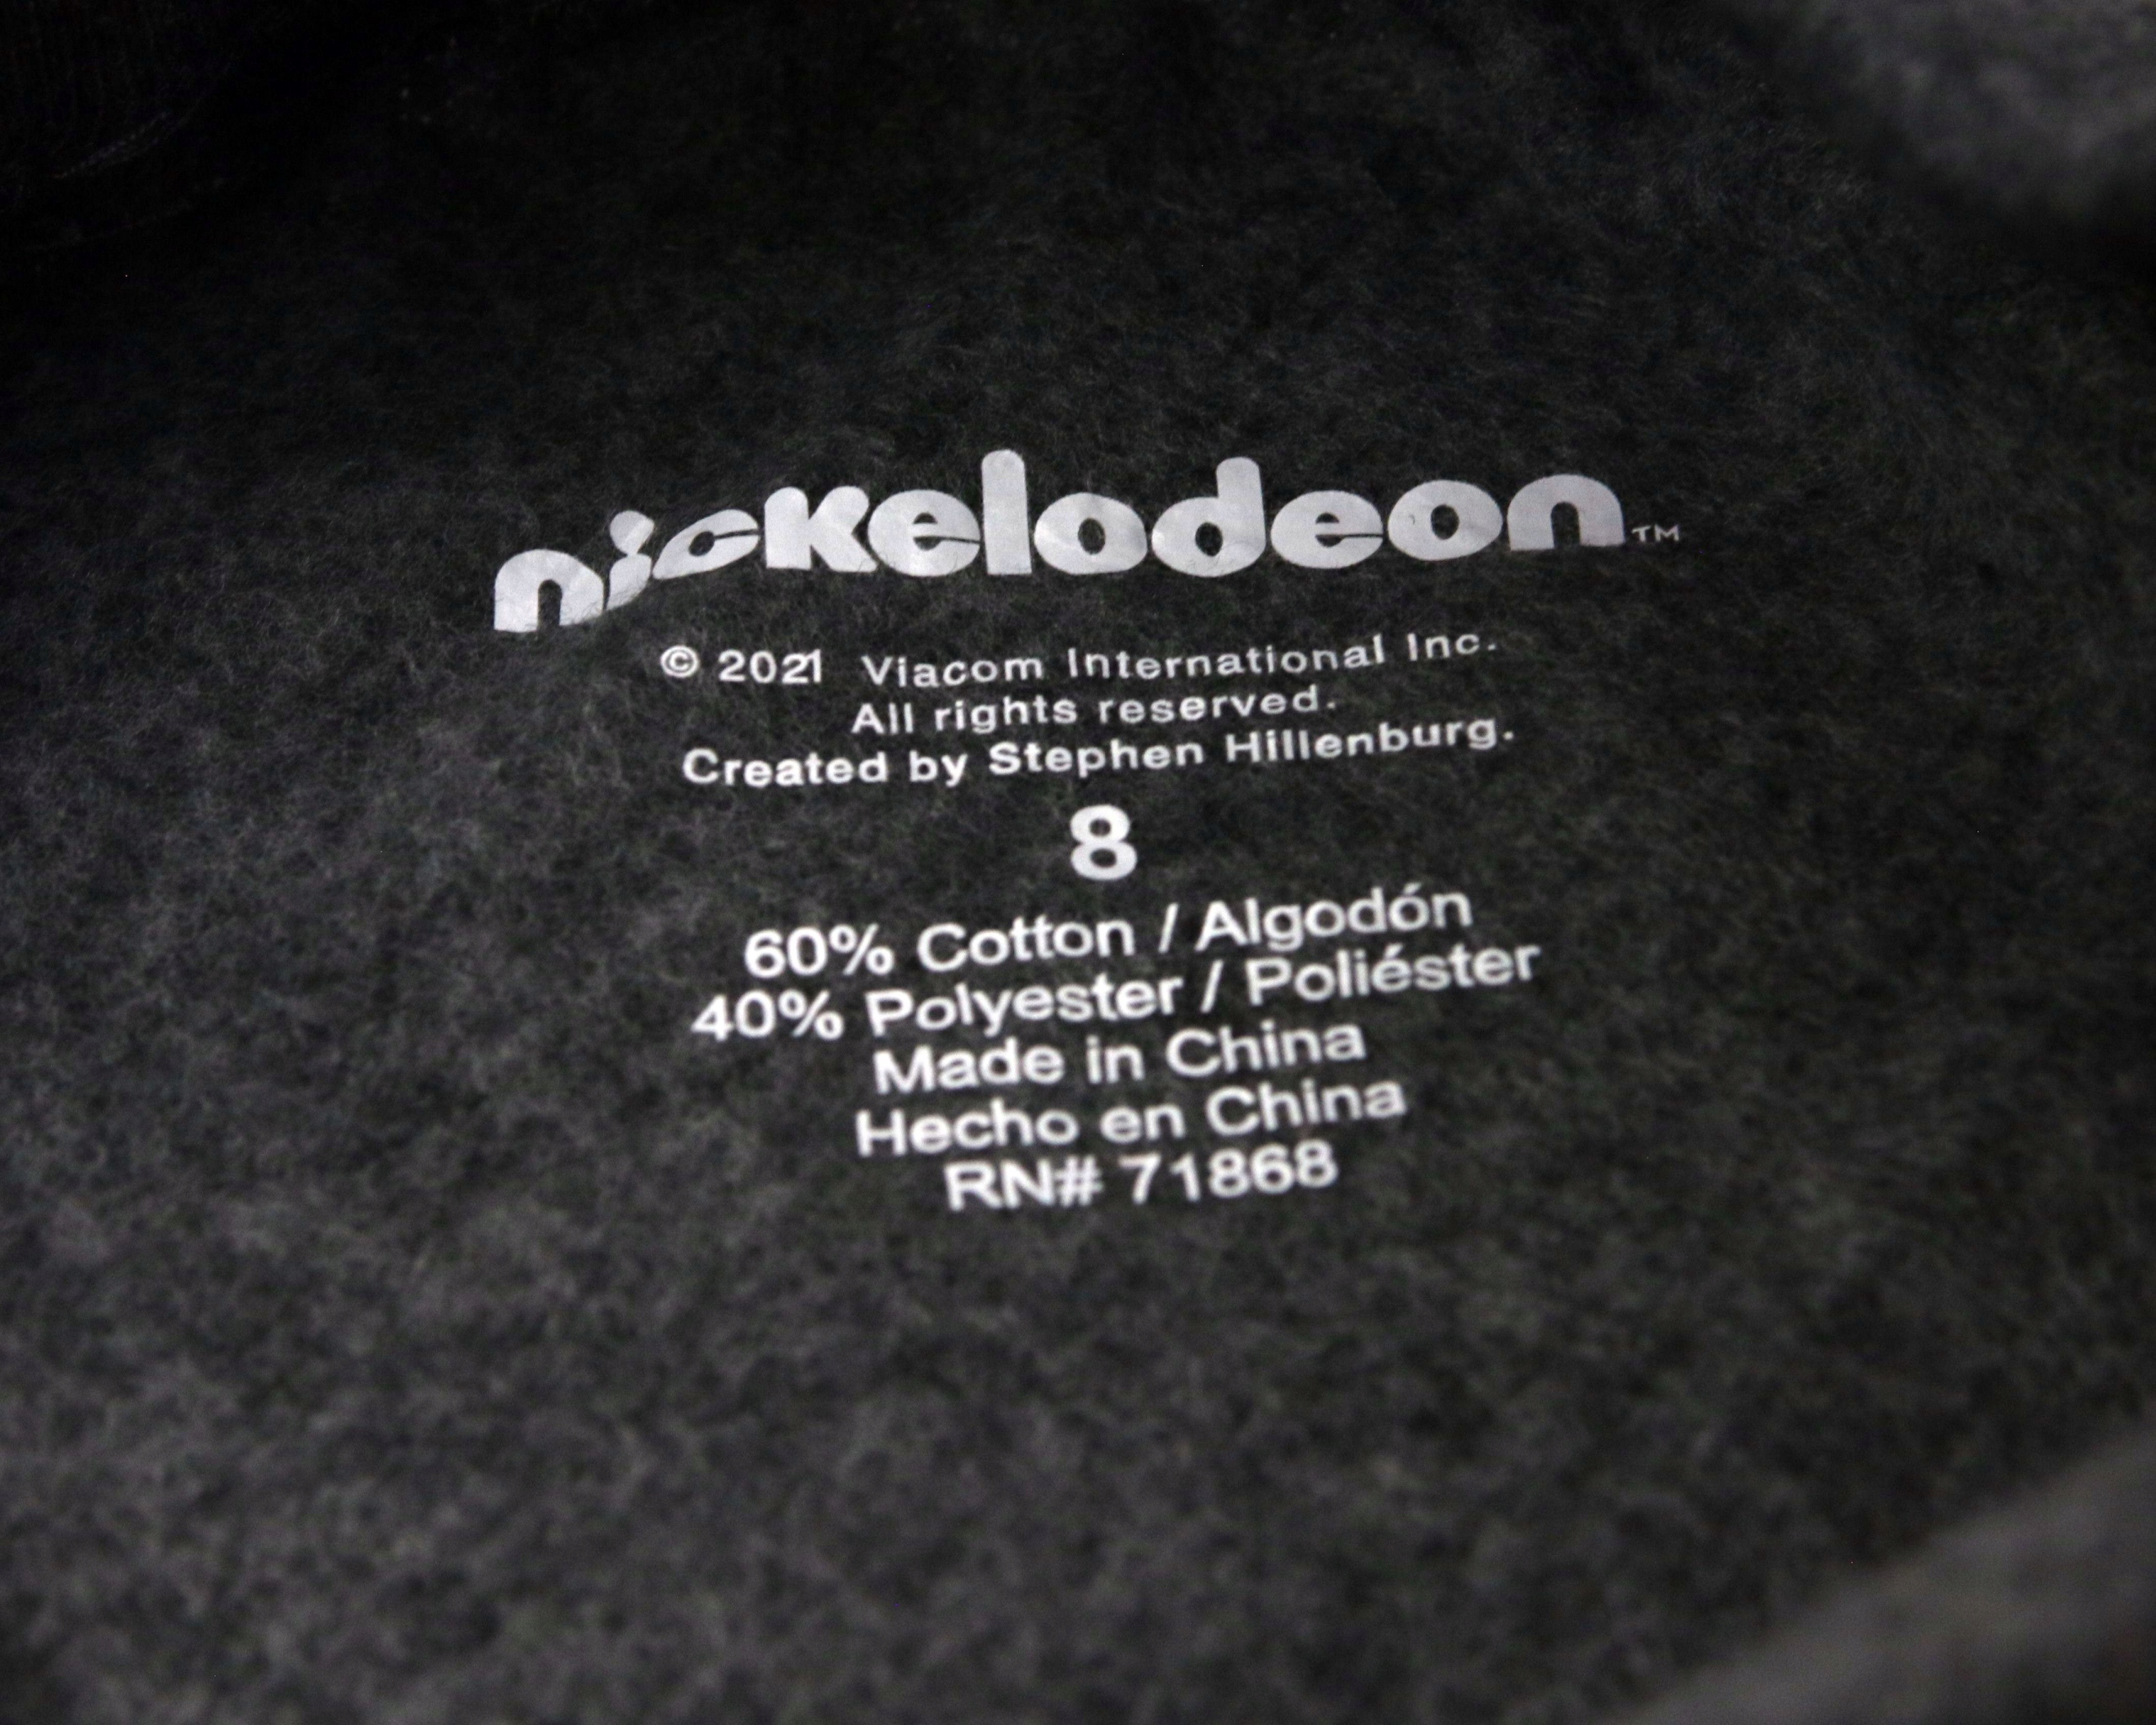 nickelodeon™
© 2021 Viacom International Inc.
All rights reserved.
Created by Stephen Hillenburg.
8
60% Cotton / Algodón
40% Polyester / Poliéster
Made in China
Hecho en China
RN# 71868